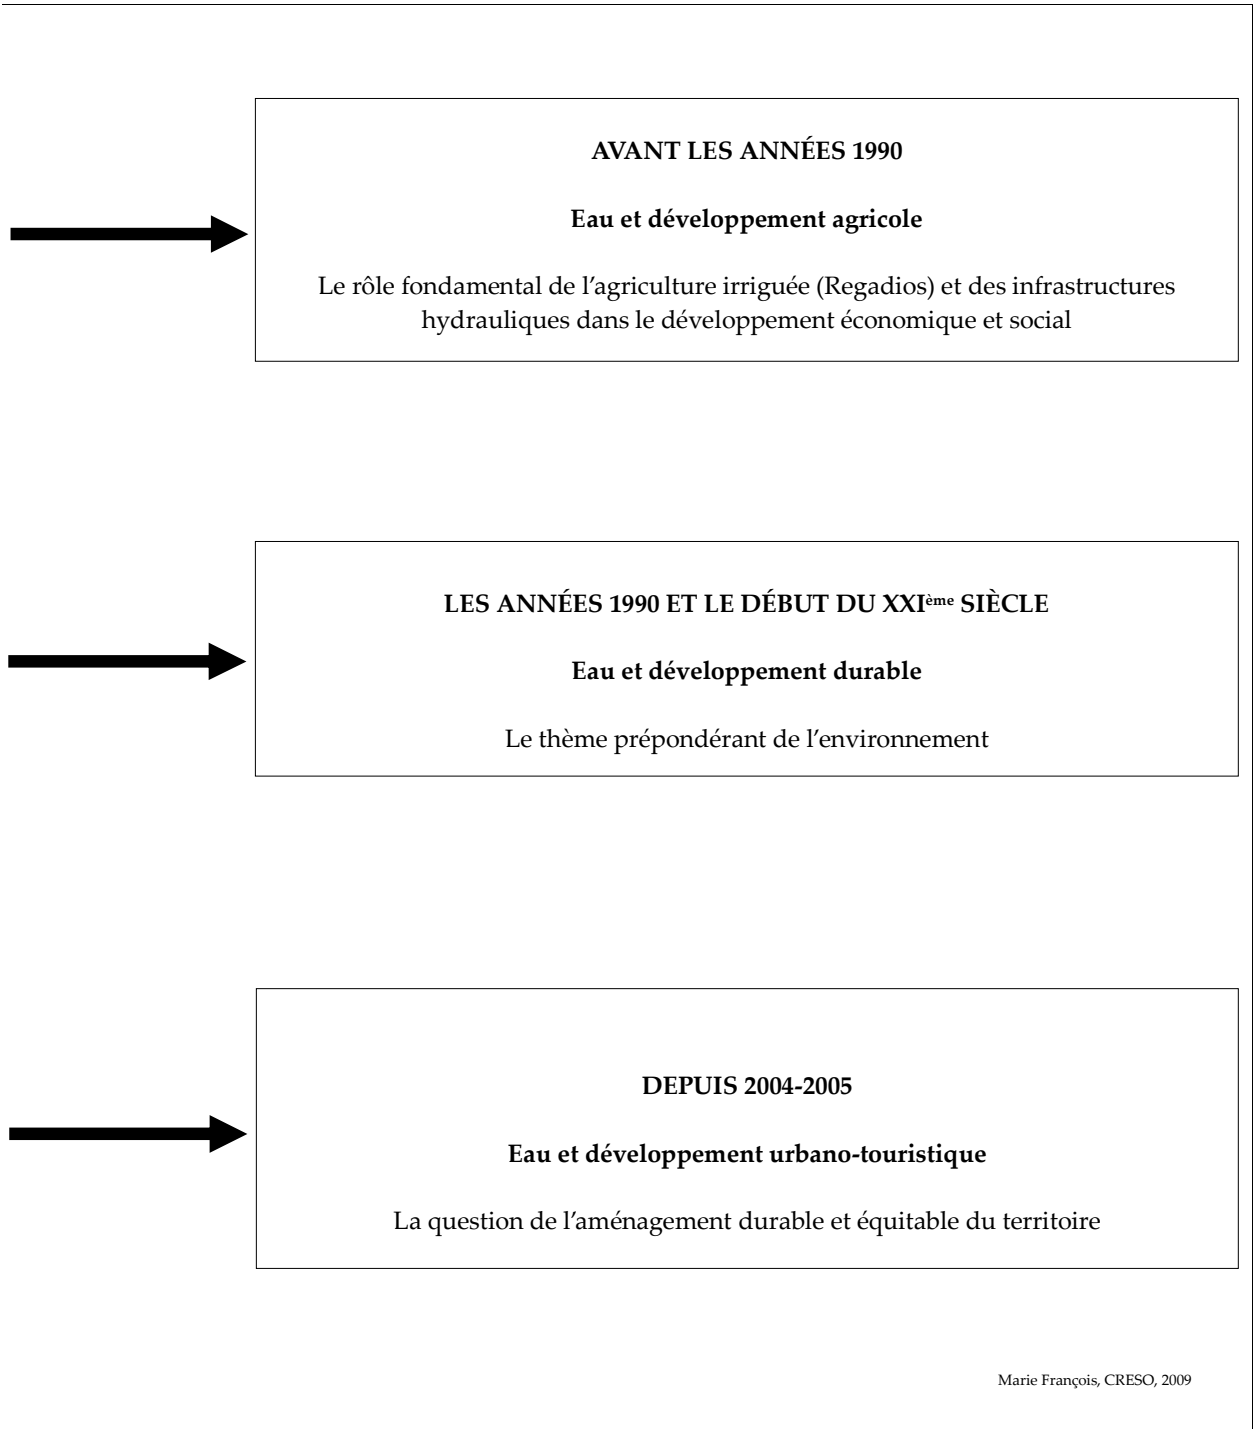 AVANT LES ANNÉES 1990
Eau et développement agricole
Le rôle fondamental de l’agriculture irriguée (Regadios) et des infrastructures
hydrauliques dans le développement économique et social
LES ANNÉES 1990 ET LE DÉBUT DU XXIème SIÈCLE
Eau et développement durable
Le thème prépondérant de l’environnement
DEPUIS 2004-2005
Eau et développement urbano-touristique
La question de l’aménagement durable et équitable du territoire
Marie François, CRESO, 2009